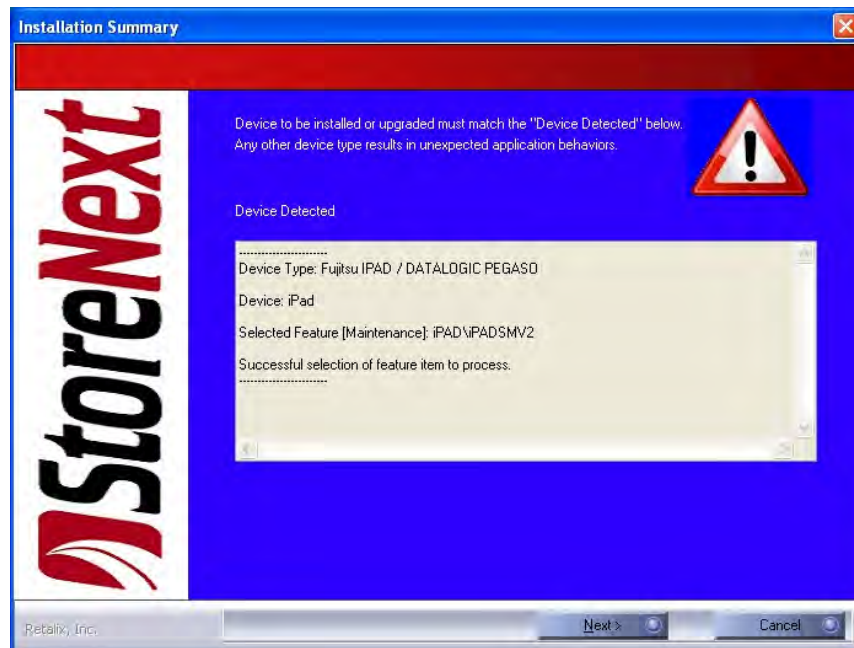 Installation Summary
StoreNext
Device to be installed or upgraded must match the "Device Detected" below.
Any other device type results in unexpected application behaviors.
Device Detected
------------------------
Device Type: Fujitsu IPAD / DATALOGIC PEGASO
Device: iPad
Selected Feature [Maintenance]: iPAD\iPADSMV2
Successful selection of feature item to process.
------------------------
Retalix, Inc.
Next >
Cancel